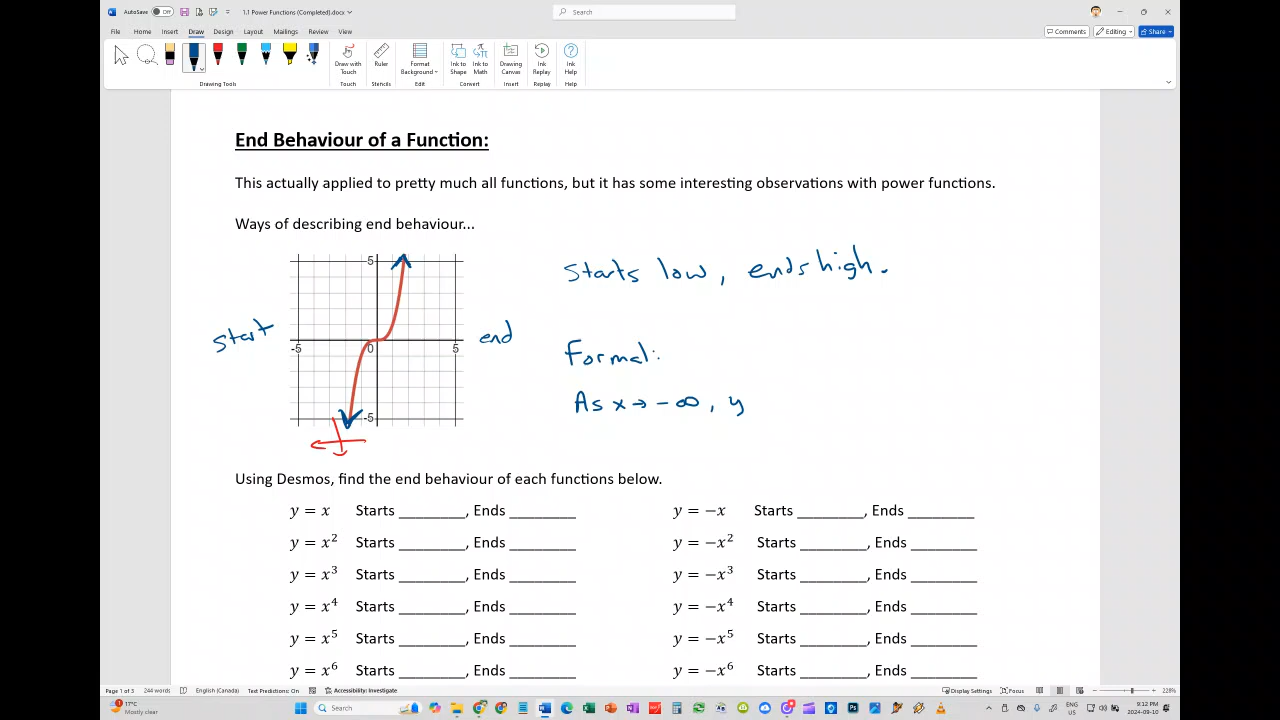 AutoSave Off 1.1 Power Functions (Completed).docx Search
File Home Insert Draw Design Layout Mailings Review View Comments Editing Share
Draw with Touch Ruler Format Background Ink to Shape Ink to Math Drawing Canvas Ink Replay Ink Help
Drawing Tools Touch Stencils Edit Convert Insert Replay Help
End Behaviour of a Function:
This actually applied to pretty much all functions, but it has some interesting observations with power functions.
Ways of describing end behaviour...
5
Starts low, ends high.
start
end
-5 0 5
Formal:
As x → -∞, y
-5
Using Desmos, find the end behaviour of each functions below.
y = x Starts ________, Ends ________ y = −x Starts ________, Ends ________
y = x² Starts ________, Ends ________ y = −x² Starts ________, Ends ________
y = x³ Starts ________, Ends ________ y = −x³ Starts ________, Ends ________
y = x⁴ Starts ________, Ends ________ y = −x⁴ Starts ________, Ends ________
y = x⁵ Starts ________, Ends ________ y = −x⁵ Starts ________, Ends ________
y = x⁶ Starts ________, Ends ________ y = −x⁶ Starts ________, Ends ________
Page 1 of 3 244 words English (Canada) Text Predictions: On Accessibility: Investigate Display Settings Focus 228%
17°C
Mostly clear
Search
ENG
US
9:12 PM
2024-09-10